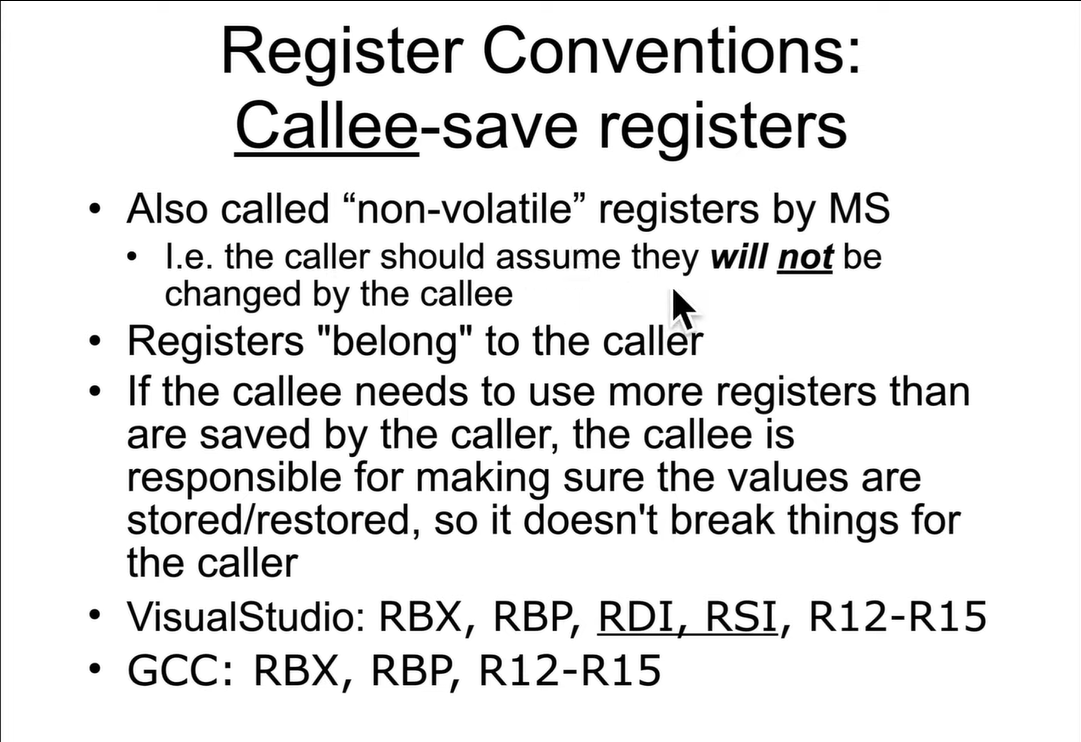 Register Conventions:
Callee-save registers
• Also called “non-volatile” registers by MS
• I.e. the caller should assume they will not be
changed by the callee
• Registers "belong" to the caller
• If the callee needs to use more registers than
are saved by the caller, the callee is
responsible for making sure the values are
stored/restored, so it doesn't break things for
the caller
• VisualStudio: RBX, RBP, RDI, RSI, R12-R15
• GCC: RBX, RBP, R12-R15